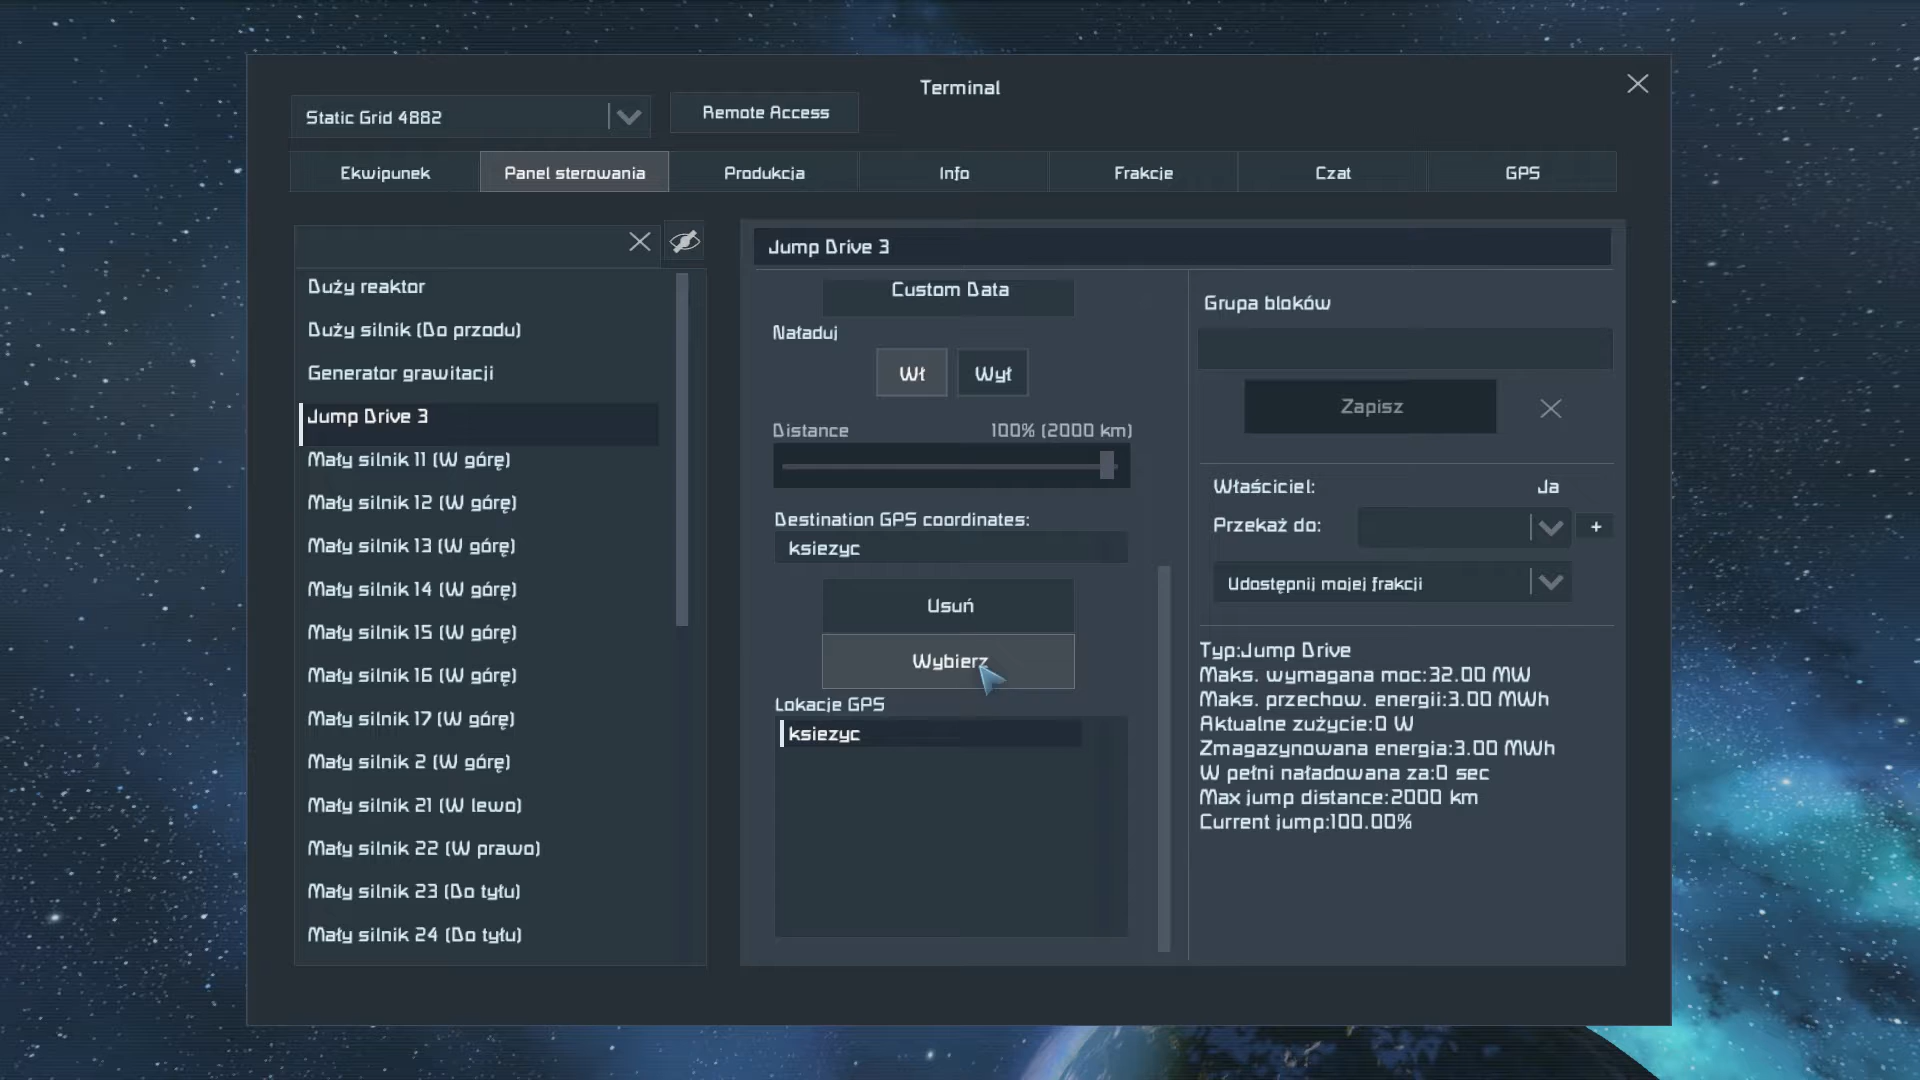 Terminal
Static Grid 4882
Remote Access
Ekwipunek
Panel sterowania
Produkcja
Info
Frakcje
Czat
GPS
Duży reaktor
Duży silnik (Do przodu)
Generator grawitacji
Jump Drive 3
Mały silnik 11 (W górę)
Mały silnik 12 (W górę)
Mały silnik 13 (W górę)
Mały silnik 14 (W górę)
Mały silnik 15 (W górę)
Mały silnik 16 (W górę)
Mały silnik 17 (W górę)
Mały silnik 2 (W górę)
Mały silnik 21 (W lewo)
Mały silnik 22 (W prawo)
Mały silnik 23 (Do tyłu)
Mały silnik 24 (Do tyłu)
Jump Drive 3
Custom Data
Naładuj
Wł
Wył
Distance 100% (2000 km)
Destination GPS coordinates:
ksiezyc
Usuń
Wybierz
Lokacje GPS
ksiezyc
Grupa bloków
Zapisz
Właściciel: Ja
Przekaż do:
+
Udostępnij mojej frakcji
Typ:Jump Drive
Maks. wymagana moc:32.00 MW
Maks. przechow. energii:3.00 MWh
Aktualne zużycie:0 W
Zmagazynowana energia:3.00 MWh
W pełni naładowana za:0 sec
Max jump distance:2000 km
Current jump:100.00%